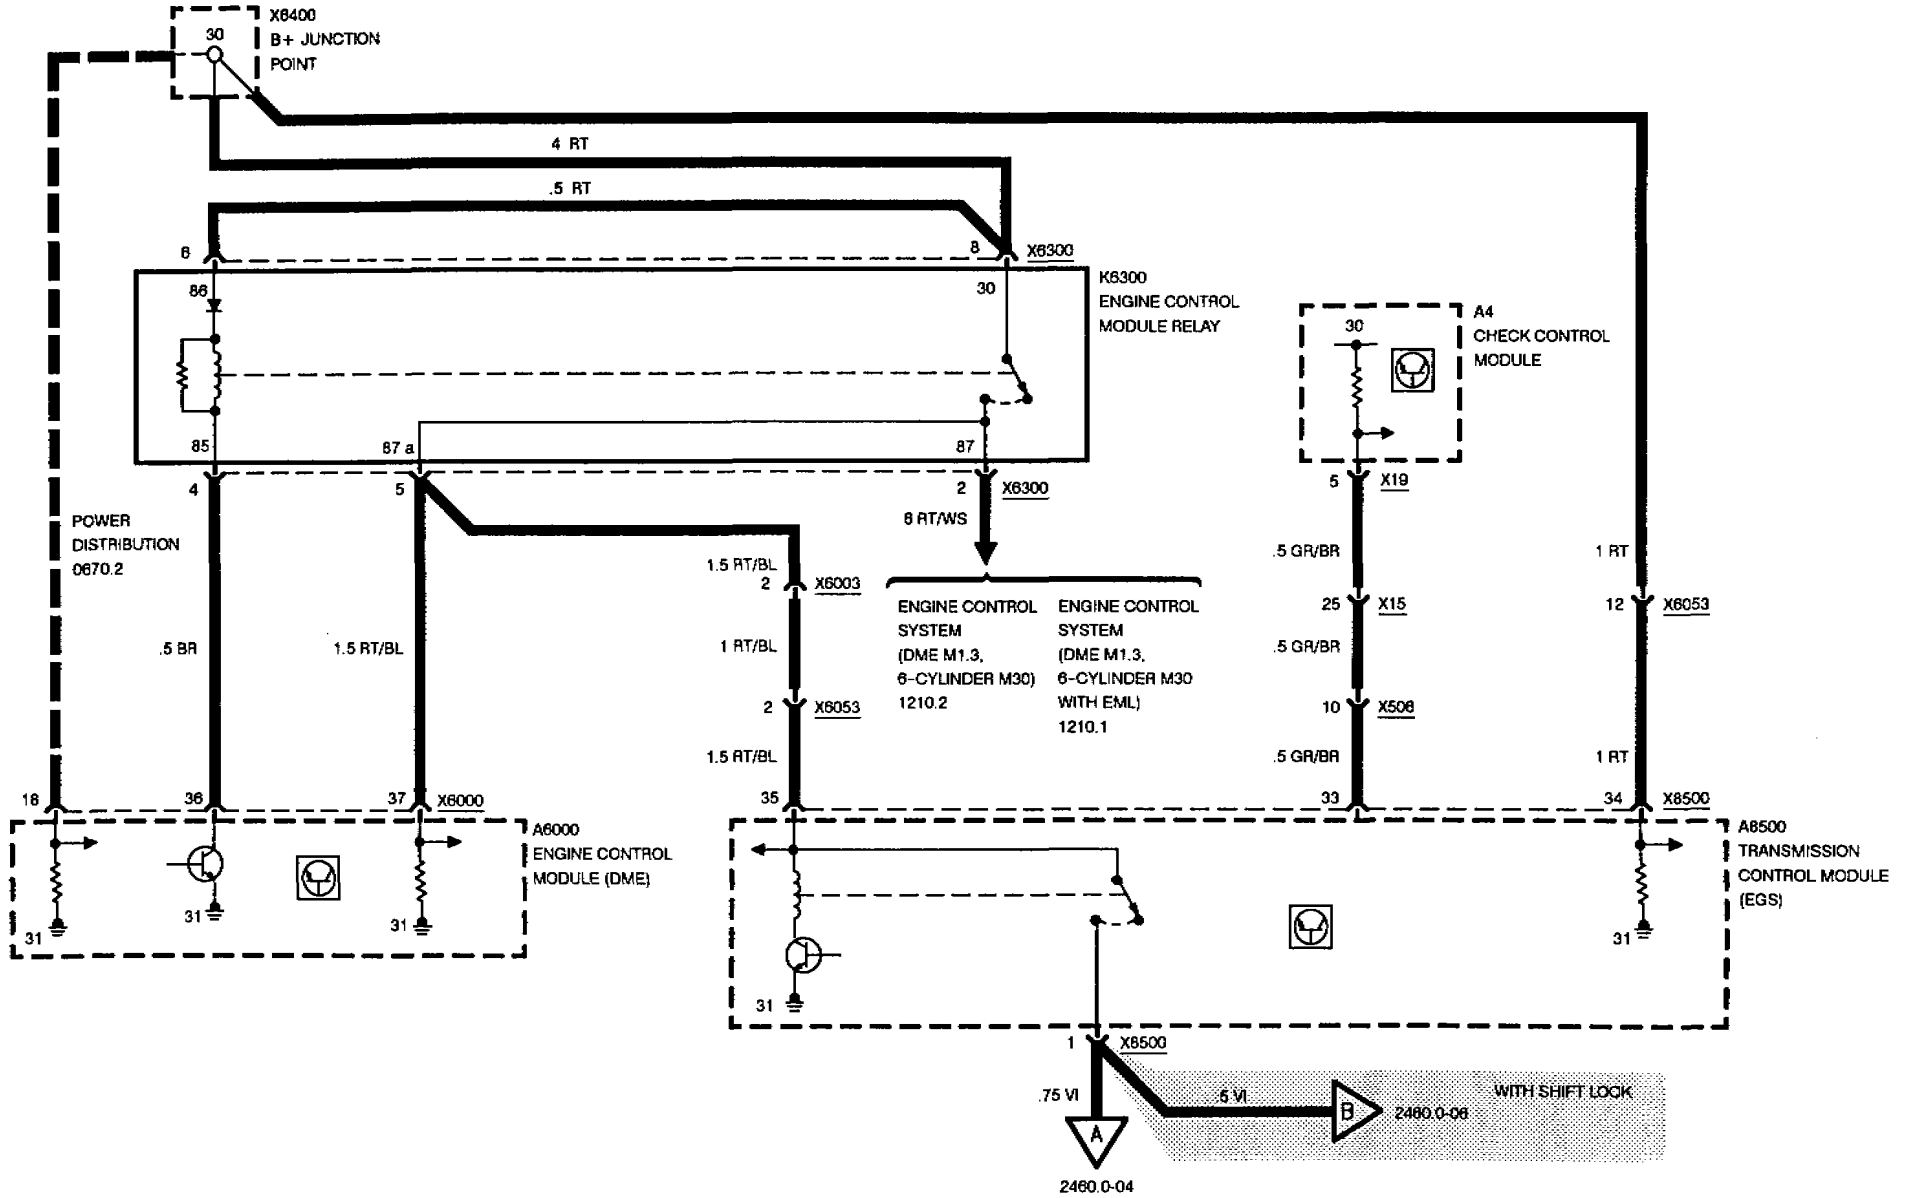 X6400
B+ JUNCTION
POINT
30
4 RT
.5 RT
6
8
X6300
86
30
K6300
ENGINE CONTROL
MODULE RELAY
85
87 a
87
4
5
2
X6300
6 RT/WS
30
A4
CHECK CONTROL
MODULE
5
X19
POWER
DISTRIBUTION
0670.2
1.5 RT/BL
2
X6003
.5 GR/BR
1 RT
25
X15
12
X6053
ENGINE CONTROL
SYSTEM
(DME M1.3,
6-CYLINDER M30)
1210.2
ENGINE CONTROL
SYSTEM
(DME M1.3,
6-CYLINDER M30
WITH EML)
1210.1
.5 BR
1.5 RT/BL
1 RT/BL
.5 GR/BR
2
X6053
10
X506
1.5 RT/BL
.5 GR/BR
1 RT
18
36
37
X6000
35
33
34
X8500
A6000
ENGINE CONTROL
MODULE (DME)
31
31
31
A8500
TRANSMISSION
CONTROL MODULE
(EGS)
31
31
1
X8500
.75 VI
.5 VI
A
2460.0-04
B
2460.0-06
WITH SHIFT LOCK